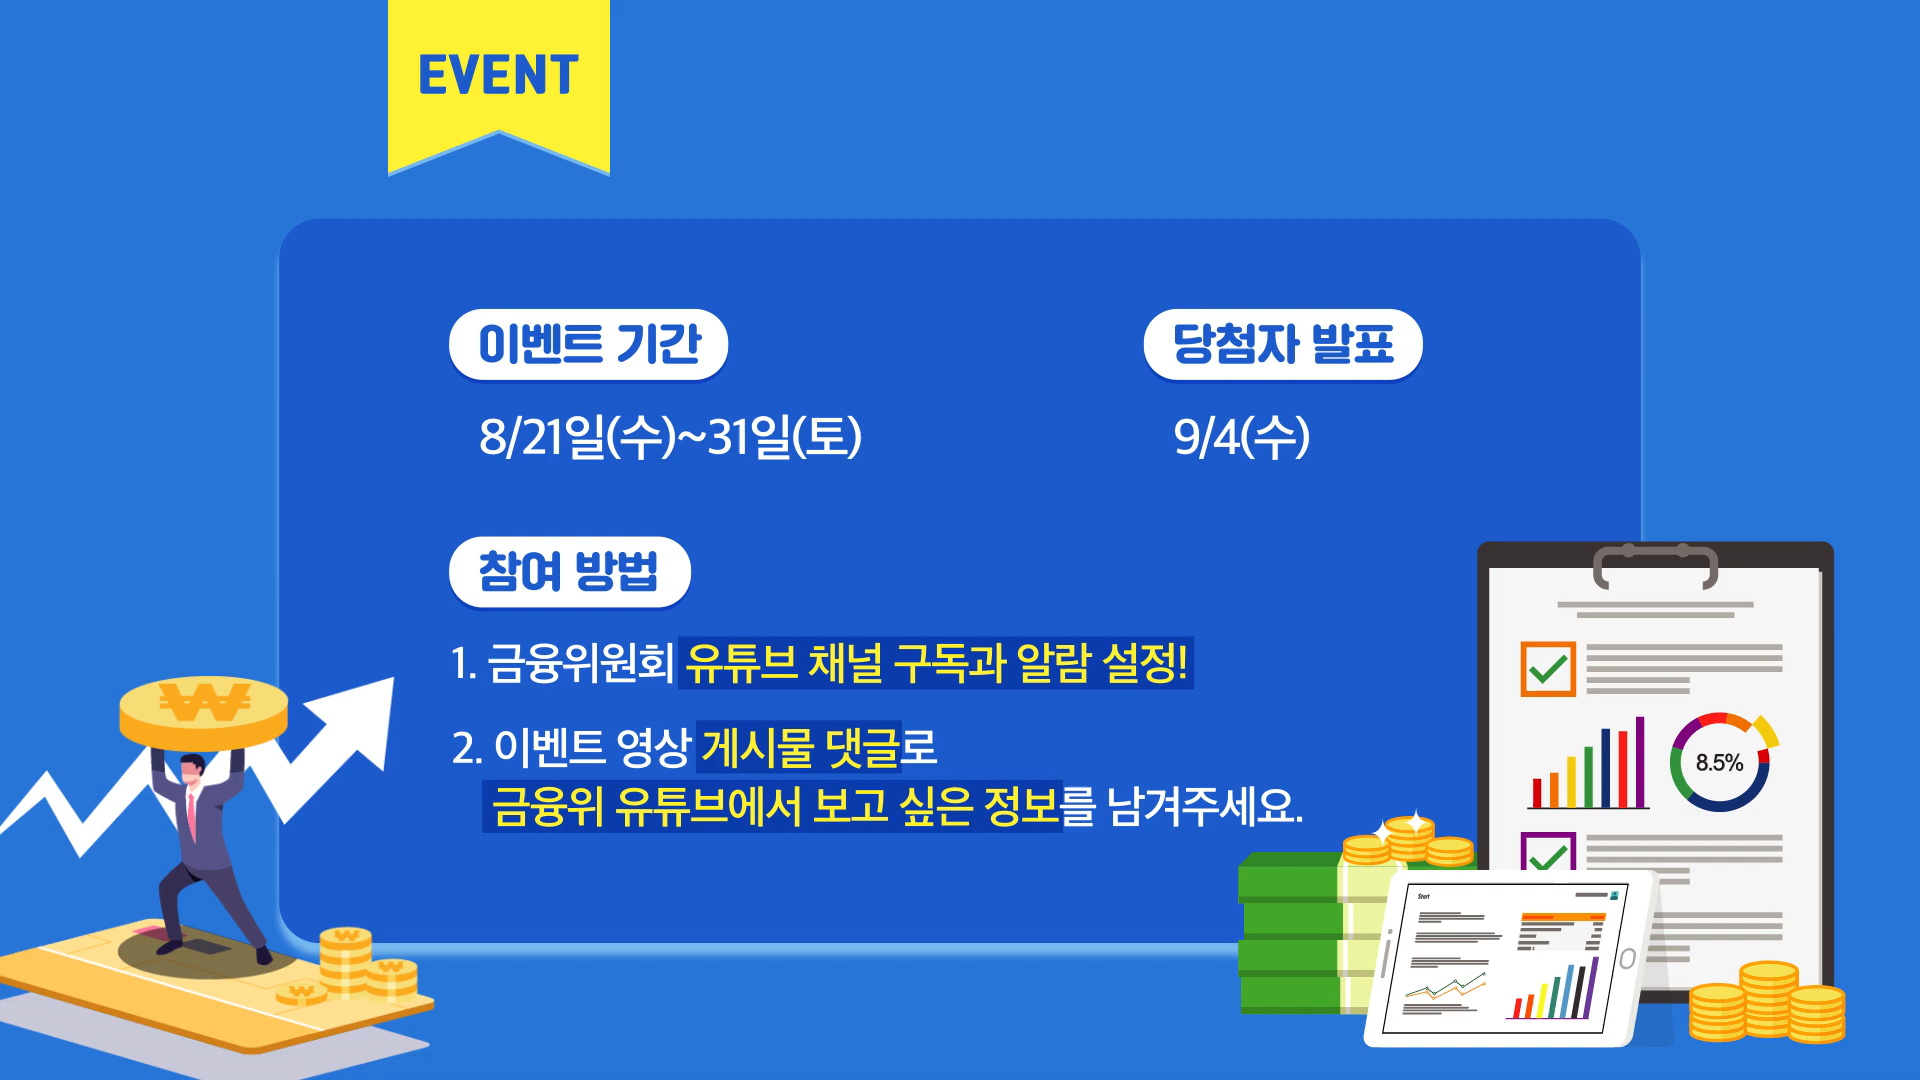 EVENT
이벤트 기간
8/21일(수)~31일(토)
당첨자 발표
9/4(수)
참여 방법
1. 금융위원회 유튜브 채널 구독과 알람 설정!
2. 이벤트 영상 게시물 댓글로
금융위 유튜브에서 보고 싶은 정보를 남겨주세요.
8.5%
Start